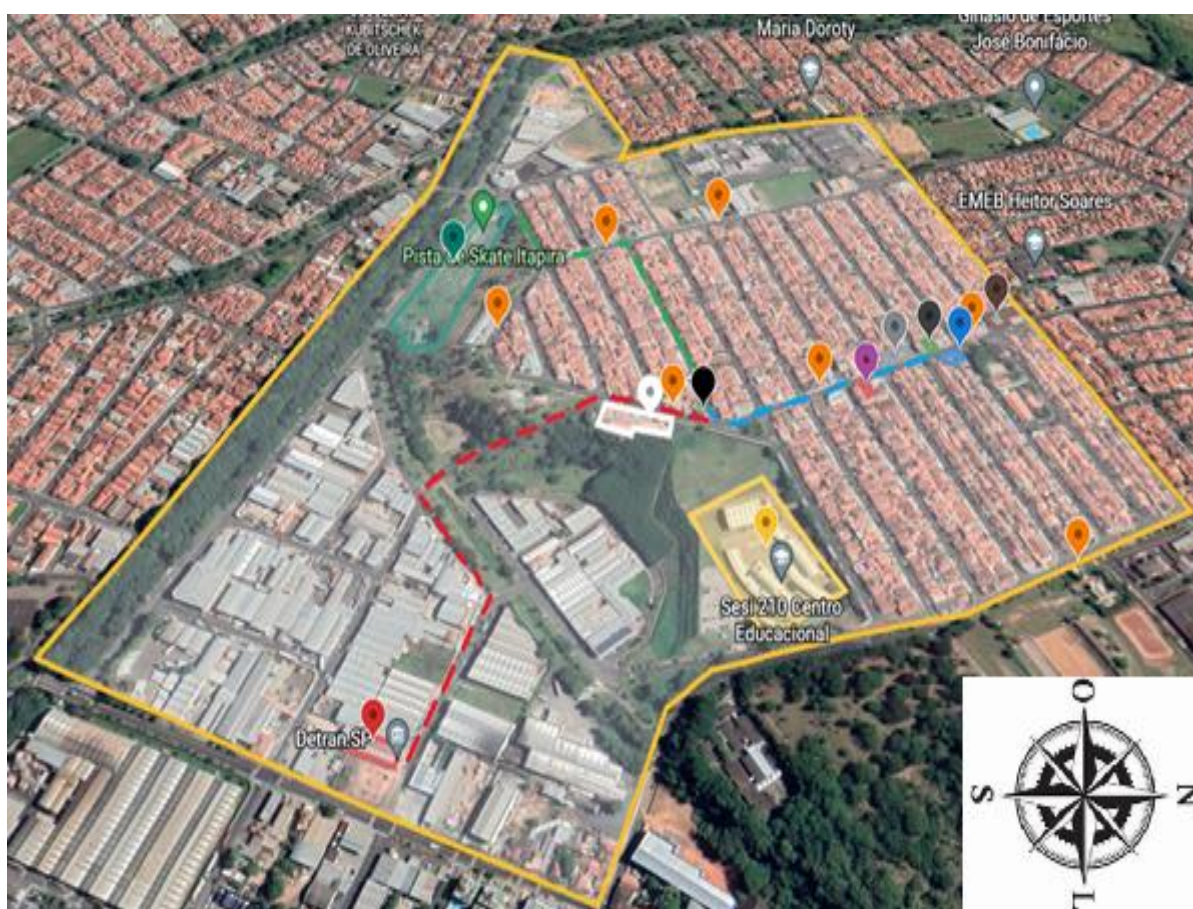 KUBITSCHEK
DE OLIVEIRA
Maria Doroty
Ginásio de Esportes
José Bonifácio
EMEB Heitor Soares
Pista de Skate Itapira
Sesi 210 Centro
Educacional
Detran.SP
O
S
N
L